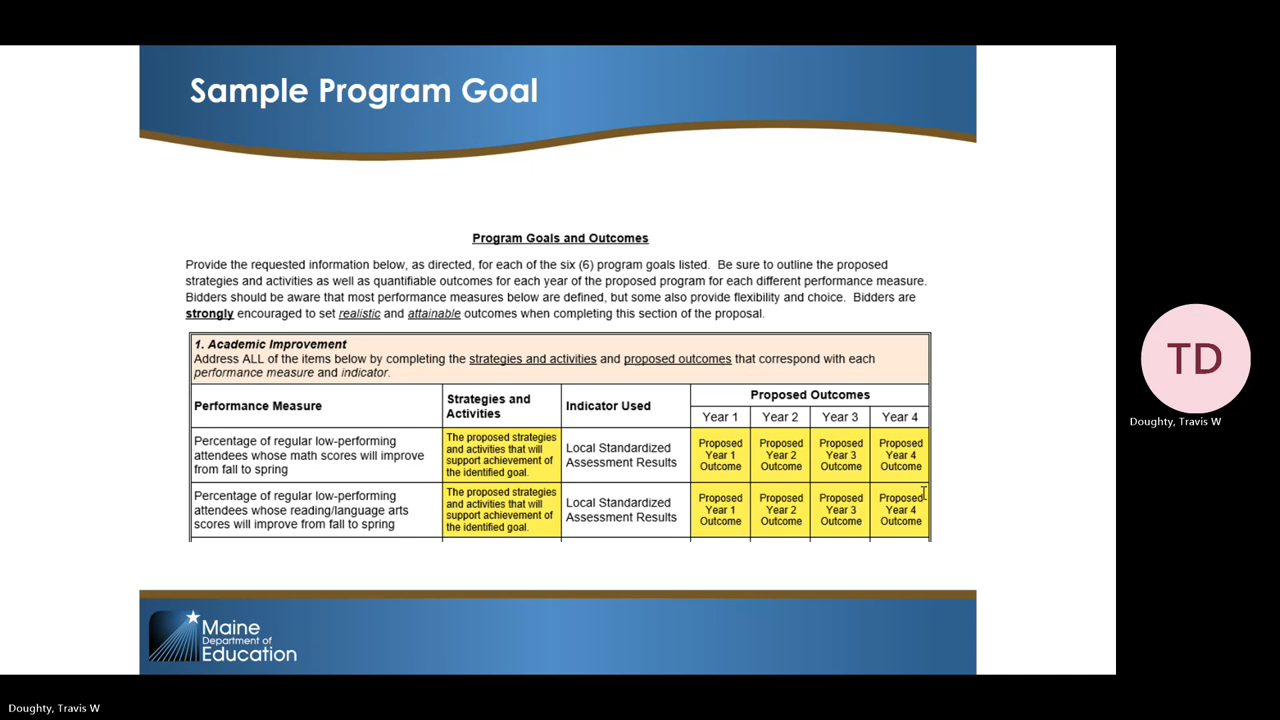 Sample Program Goal
Program Goals and Outcomes
Provide the requested information below, as directed, for each of the six (6) program goals listed.  Be sure to outline the proposed
strategies and activities as well as quantifiable outcomes for each year of the proposed program for each different performance measure.
Bidders should be aware that most performance measures below are defined, but some also provide flexibility and choice.  Bidders are
strongly encouraged to set realistic and attainable outcomes when completing this section of the proposal.
1. Academic Improvement
Address ALL of the items below by completing the strategies and activities and proposed outcomes that correspond with each
performance measure and indicator.
Performance Measure
Strategies and
Activities
Indicator Used
Proposed Outcomes
Year 1
Year 2
Year 3
Year 4
Percentage of regular low-performing
attendees whose math scores will improve
from fall to spring
The proposed strategies
and activities that will
support achievement of
the identified goal.
Local Standardized
Assessment Results
Proposed
Year 1
Outcome
Proposed
Year 2
Outcome
Proposed
Year 3
Outcome
Proposed
Year 4
Outcome
Percentage of regular low-performing
attendees whose reading/language arts
scores will improve from fall to spring
The proposed strategies
and activities that will
support achievement of
the identified goal.
Local Standardized
Assessment Results
Proposed
Year 1
Outcome
Proposed
Year 2
Outcome
Proposed
Year 3
Outcome
Proposed
Year 4
Outcome
Maine
Department of
Education
TD
Doughty, Travis W
Doughty, Travis W